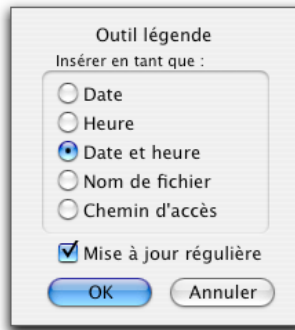 Outil légende
Insérer en tant que :
Date
Heure
Date et heure
Nom de fichier
Chemin d'accès
Mise à jour régulière
OK Annuler